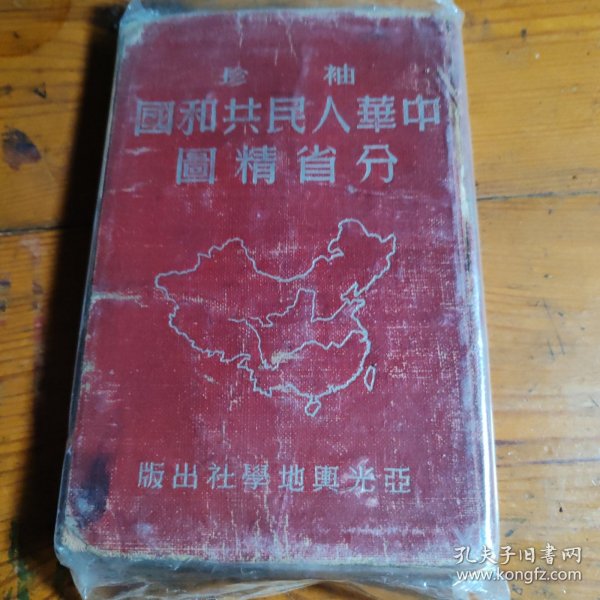 袖珍
中華人民共和國
分省精圖
亞光輿地學社出版
孔夫子旧书网
www.kongfz.com